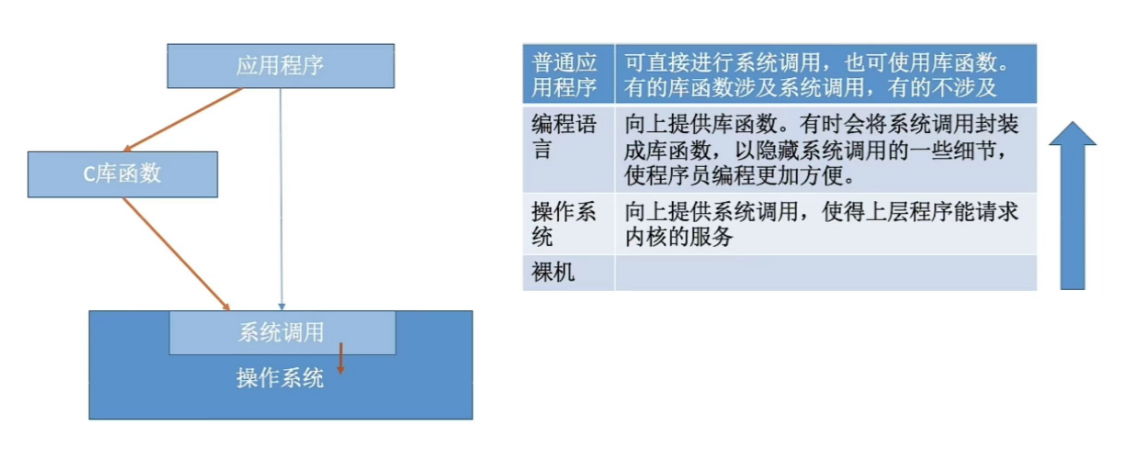 应用程序
C库函数
系统调用
操作系统
普通应
用程序
可直接进行系统调用，也可使用库函数。
有的库函数涉及系统调用，有的不涉及
编程语
言
向上提供库函数。有时会将系统调用封装
成库函数，以隐藏系统调用的一些细节，
使程序员编程更加方便。
操作系
统
向上提供系统调用，使得上层程序能请求
内核的服务
裸机